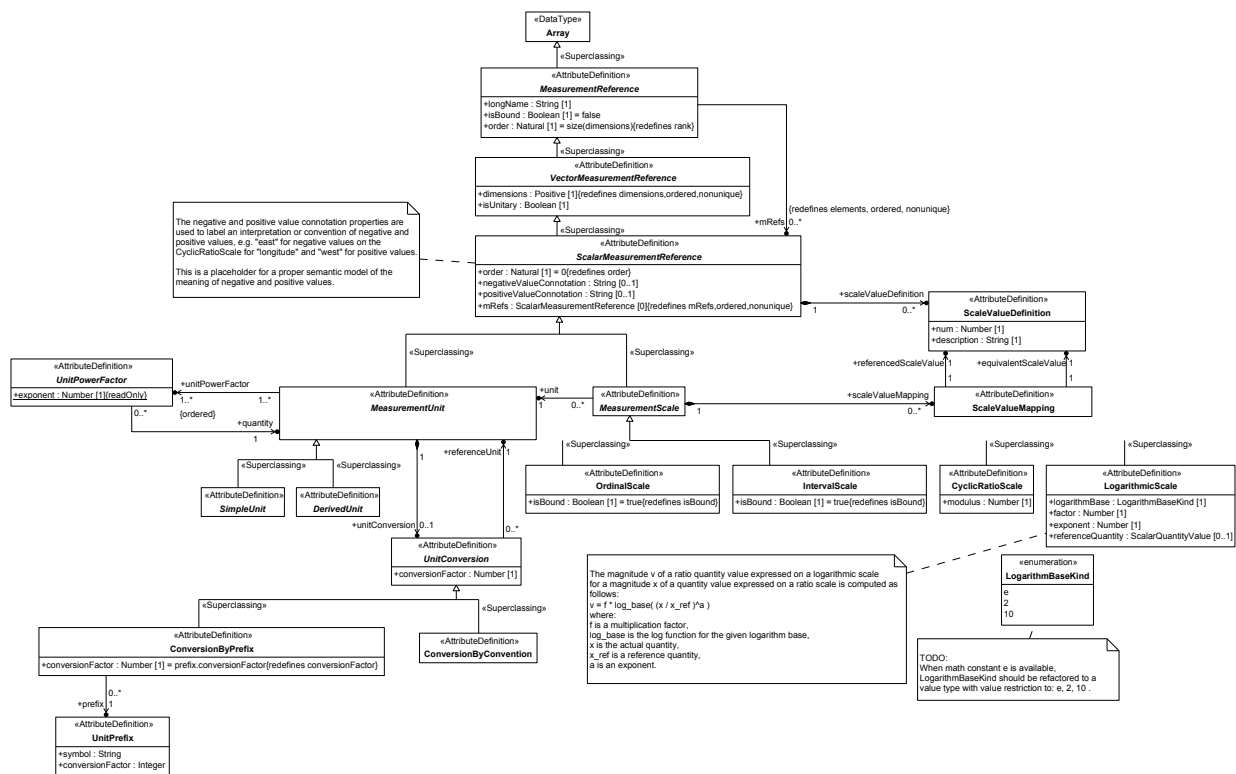 «DataType»
Array
«Superclassing»
«AttributeDefinition»
MeasurementReference
+longName : String [1]
+isBound : Boolean [1] = false
+order : Natural [1] = size(dimensions){redefines rank}
«Superclassing»
«AttributeDefinition»
VectorMeasurementReference
+dimensions : Positive [1]{redefines dimensions,ordered,nonunique}
+isUnitary : Boolean [1]
{redefines elements, ordered, nonunique}
+mRefs 0..*
«Superclassing»
The negative and positive value connotation properties are
used to label an interpretation or convention of negative and
positive values, e.g. "east" for negative values on the
CyclicRatioScale for "longitude" and "west" for positive values.
This is a placeholder for a proper semantic model of the
meaning of negative and positive values.
«AttributeDefinition»
ScalarMeasurementReference
+order : Natural [1] = 0{redefines order}
+negativeValueConnotation : String [0..1]
+positiveValueConnotation : String [0..1]
+mRefs : ScalarMeasurementReference [0]{redefines mRefs,ordered,nonunique}
+scaleValueDefinition
1
0..*
«AttributeDefinition»
ScaleValueDefinition
+num : Number [1]
+description : String [1]
«Superclassing»
«Superclassing»
+referencedScaleValue 1
+equivalentScaleValue 1
1
1
«AttributeDefinition»
UnitPowerFactor
+exponent : Number [1]{readOnly}
+unitPowerFactor
1..*
1..*
{ordered}
0..*
+quantity
1
«AttributeDefinition»
MeasurementUnit
+unit
1
0..*
«AttributeDefinition»
MeasurementScale
+scaleValueMapping
1
0..*
«AttributeDefinition»
ScaleValueMapping
«Superclassing»
«Superclassing»
«AttributeDefinition»
SimpleUnit
«AttributeDefinition»
DerivedUnit
1
+referenceUnit 1
+unitConversion 0..1
0..*
«Superclassing»
«Superclassing»
«Superclassing»
«Superclassing»
«AttributeDefinition»
OrdinalScale
+isBound : Boolean [1] = true{redefines isBound}
«AttributeDefinition»
IntervalScale
+isBound : Boolean [1] = true{redefines isBound}
«AttributeDefinition»
CyclicRatioScale
+modulus : Number [1]
«AttributeDefinition»
LogarithmicScale
+logarithmBase : LogarithmBaseKind [1]
+factor : Number [1]
+exponent : Number [1]
+referenceQuantity : ScalarQuantityValue [0..1]
«AttributeDefinition»
UnitConversion
+conversionFactor : Number [1]
«Superclassing»
«Superclassing»
The magnitude v of a ratio quantity value expressed on a logarithmic scale
for a magnitude x of a quantity value expressed on a ratio scale is computed as
follows:
v = f * log_base( (x / x_ref )^a )
where:
f is a multiplication factor,
log_base is the log function for the given logarithm base,
x is the actual quantity,
x_ref is a reference quantity,
a is an exponent.
«enumeration»
LogarithmBaseKind
e
2
10
TODO:
When math constant e is available,
LogarithmBaseKind should be refactored to a
value type with value restriction to: e, 2, 10 .
«AttributeDefinition»
ConversionByPrefix
+conversionFactor : Number [1] = prefix.conversionFactor{redefines conversionFactor}
«AttributeDefinition»
ConversionByConvention
0..*
+prefix 1
«AttributeDefinition»
UnitPrefix
+symbol : String
+conversionFactor : Integer